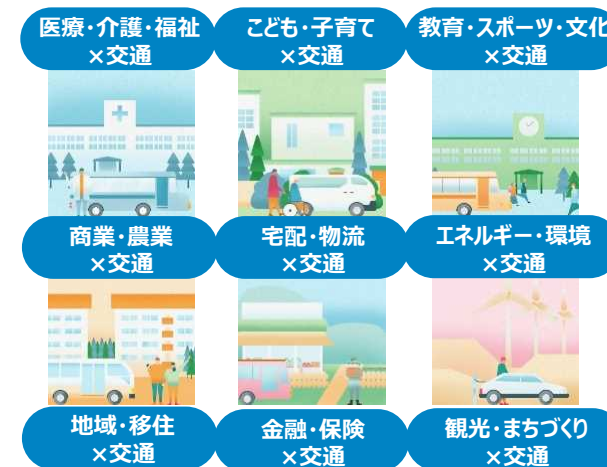 医療・介護・福祉
×交通
こども・子育て
×交通
教育・スポーツ・文化
×交通
商業・農業
×交通
宅配・物流
×交通
エネルギー・環境
×交通
地域・移住
×交通
金融・保険
×交通
観光・まちづくり
×交通